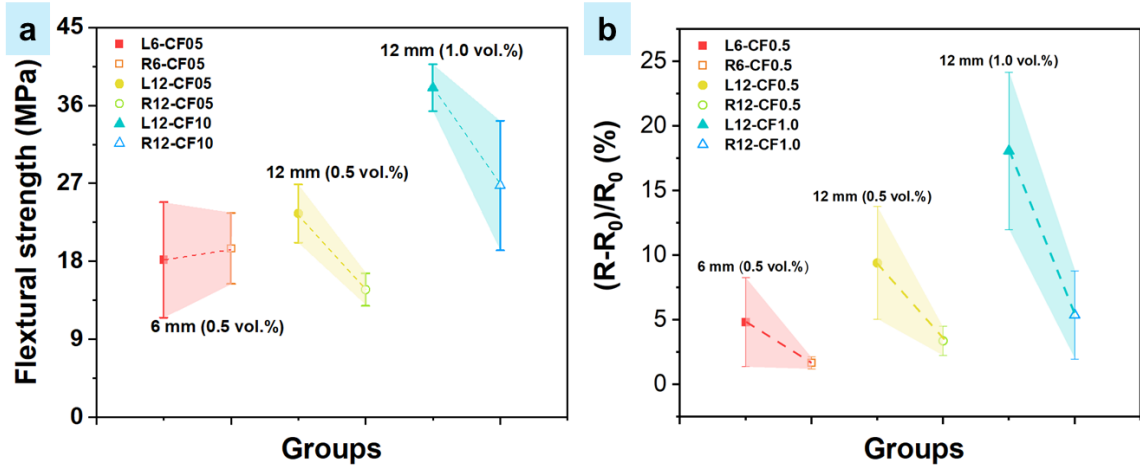 a
Flextural strength (MPa)
45
36
27
18
9
0
L6-CF05
R6-CF05
L12-CF05
R12-CF05
L12-CF10
R12-CF10
12 mm (1.0 vol.%)
12 mm (0.5 vol.%)
6 mm (0.5 vol.%)
Groups
b
(R-R0)/R0 (%)
25
20
15
10
5
0
L6-CF0.5
R6-CF0.5
L12-CF0.5
R12-CF0.5
L12-CF1.0
R12-CF1.0
12 mm (1.0 vol.%)
12 mm (0.5 vol.%)
6 mm (0.5 vol.%)
Groups